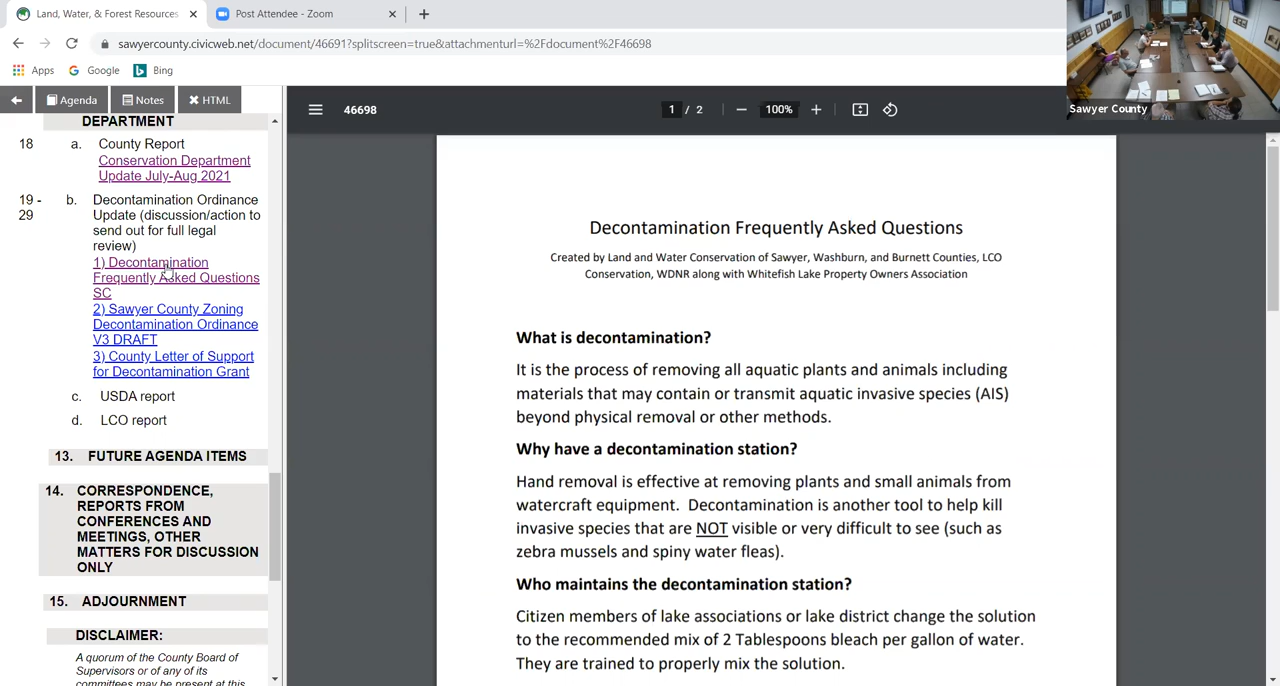 Land, Water, & Forest Resources
Post Attendee - Zoom
sawyercounty.civicweb.net/document/46691?splitscreen=true&attachmenturl=%2Fdocument%2F46698
Apps
Google
Bing
Sawyer County
Agenda
Notes
HTML
46698
1 / 2
100%
DEPARTMENT
18 a. County Report
Conservation Department
Update July-Aug 2021
19 - b. Decontamination Ordinance
29 Update (discussion/action to
send out for full legal
review)
1) Decontamination
Frequently Asked Questions
SC
2) Sawyer County Zoning
Decontamination Ordinance
V3 DRAFT
3) County Letter of Support
for Decontamination Grant
c. USDA report
d. LCO report
13. FUTURE AGENDA ITEMS
14. CORRESPONDENCE,
REPORTS FROM
CONFERENCES AND
MEETINGS, OTHER
MATTERS FOR DISCUSSION
ONLY
15. ADJOURNMENT
DISCLAIMER:
A quorum of the County Board of
Supervisors or of any of its
committees may be present at this
Decontamination Frequently Asked Questions
Created by Land and Water Conservation of Sawyer, Washburn, and Burnett Counties, LCO
Conservation, WDNR along with Whitefish Lake Property Owners Association
What is decontamination?
It is the process of removing all aquatic plants and animals including
materials that may contain or transmit aquatic invasive species (AIS)
beyond physical removal or other methods.
Why have a decontamination station?
Hand removal is effective at removing plants and small animals from
watercraft equipment.  Decontamination is another tool to help kill
invasive species that are NOT visible or very difficult to see (such as
zebra mussels and spiny water fleas).
Who maintains the decontamination station?
Citizen members of lake associations or lake district change the solution
to the recommended mix of 2 Tablespoons bleach per gallon of water.
They are trained to properly mix the solution.